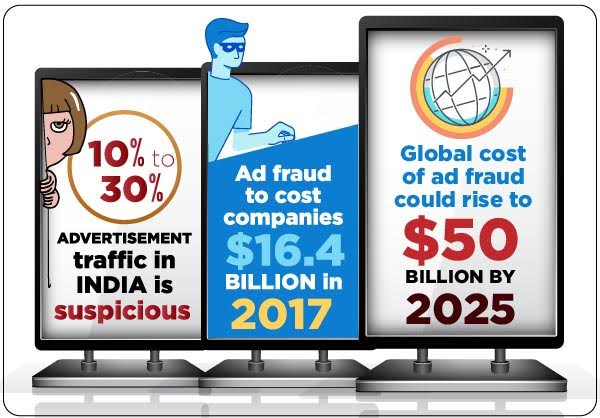 10% to
30%
ADVERTISEMENT
traffic in
INDIA is
suspicious
Ad fraud
to cost
companies
$16.4
BILLION in
2017
Global cost
of ad fraud
could rise to
$50
BILLION BY
2025